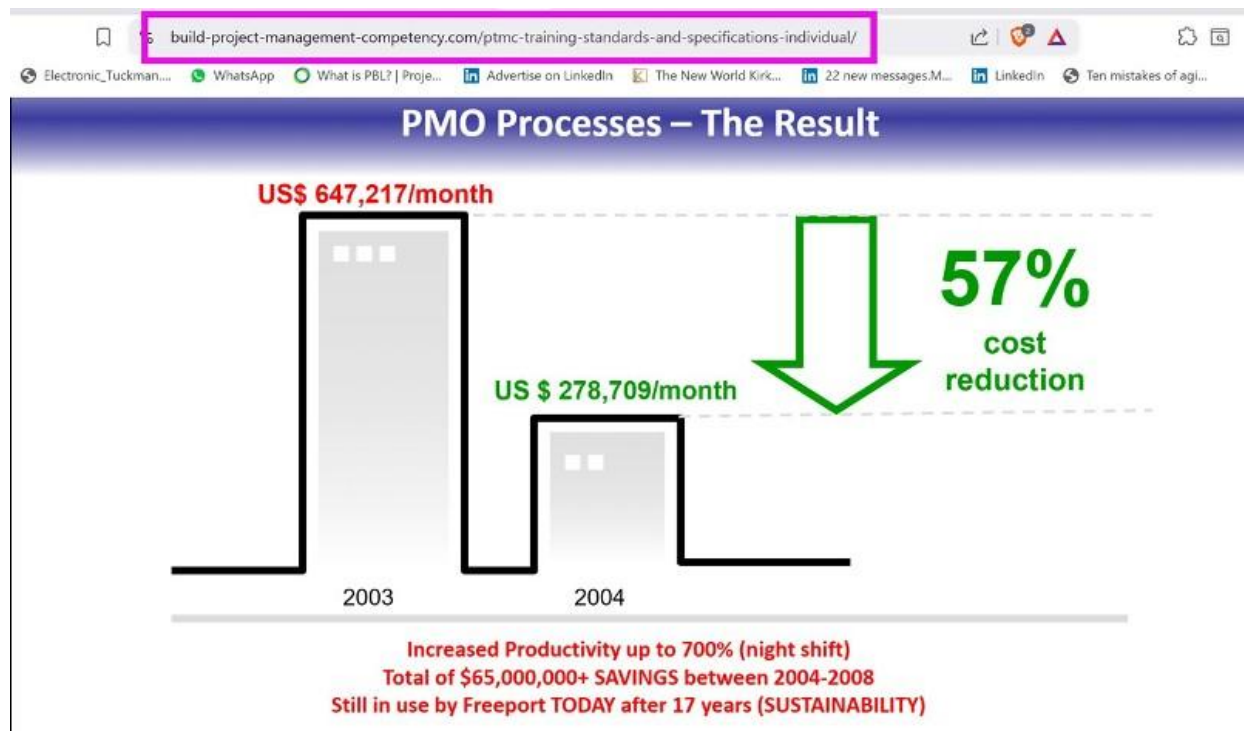 build-project-management-competency.com/ptmc-training-standards-and-specifications-individual/
Electronic_Tuckman.... WhatsApp What is PBL? | Proje... Advertise on LinkedIn The New World Kirk... 22 new messages.M... LinkedIn Ten mistakes of agi...
PMO Processes – The Result
US$ 647,217/month
57%
cost
reduction
US $ 278,709/month
2003 2004
Increased Productivity up to 700% (night shift)
Total of $65,000,000+ SAVINGS between 2004-2008
Still in use by Freeport TODAY after 17 years (SUSTAINABILITY)